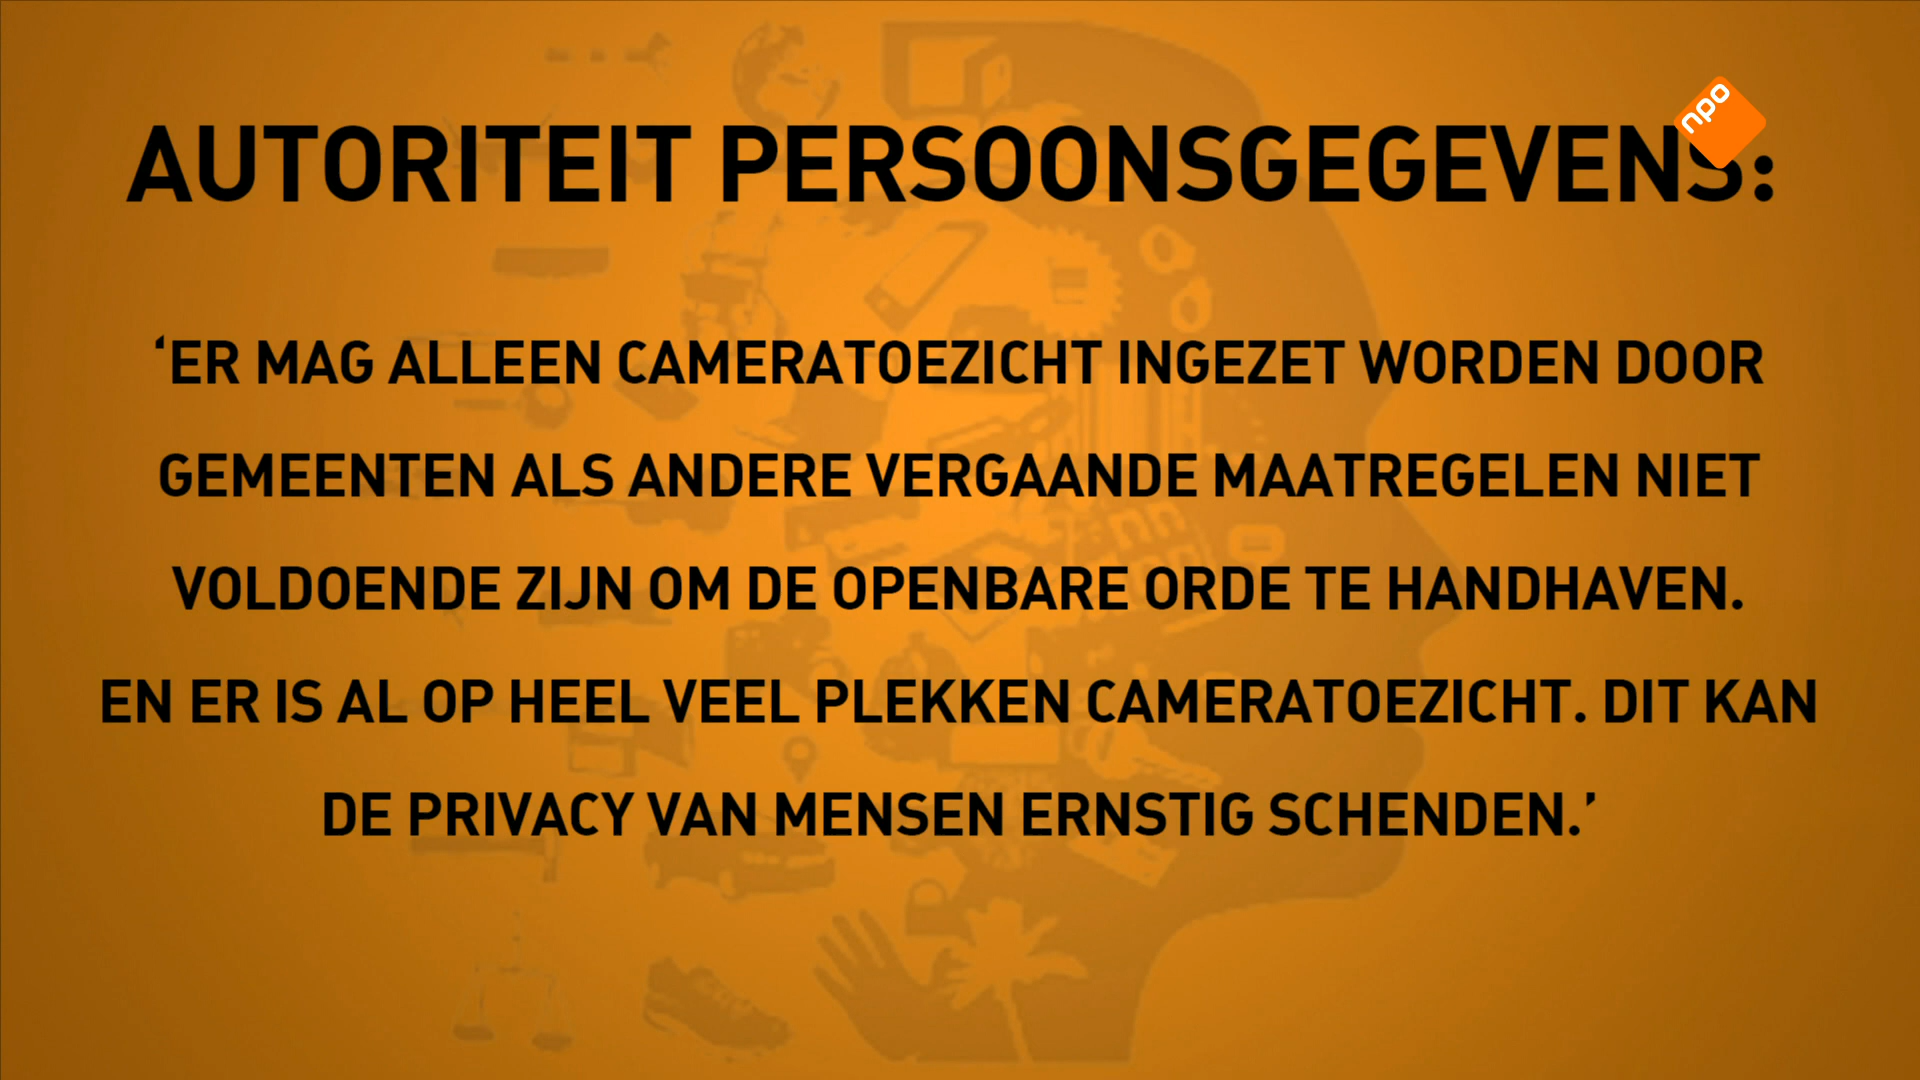 npo
AUTORITEIT PERSOONSGEGEVENS:
‘ER MAG ALLEEN CAMERATOEZICHT INGEZET WORDEN DOOR
GEMEENTEN ALS ANDERE VERGAANDE MAATREGELEN NIET
VOLDOENDE ZIJN OM DE OPENBARE ORDE TE HANDHAVEN.
EN ER IS AL OP HEEL VEEL PLEKKEN CAMERATOEZICHT. DIT KAN
DE PRIVACY VAN MENSEN ERNSTIG SCHENDEN.’